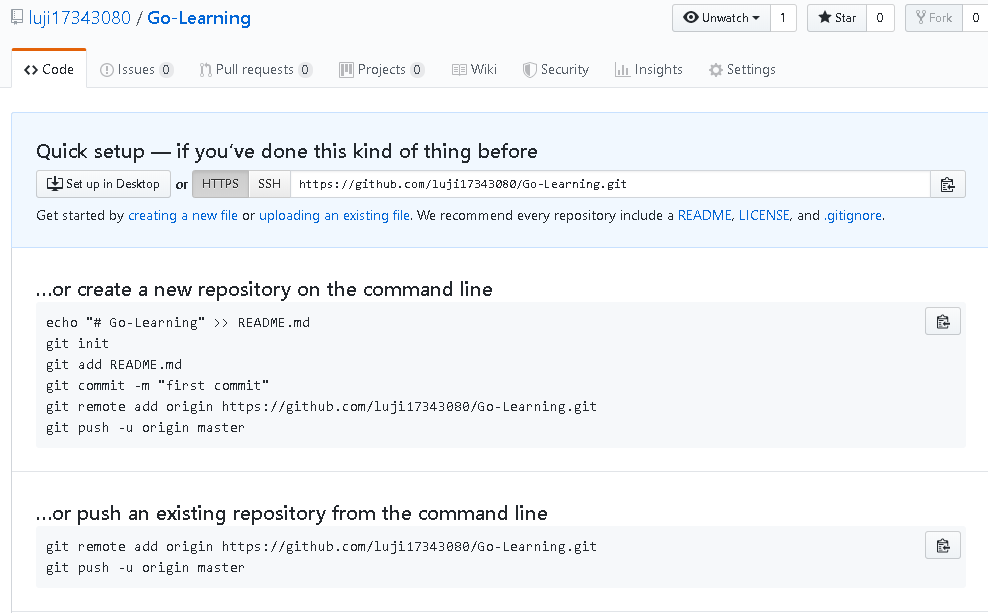 luji17343080 / Go-Learning
Unwatch 1 Star 0 Fork 0
Code Issues 0 Pull requests 0 Projects 0 Wiki Security Insights Settings
Quick setup — if you’ve done this kind of thing before
Set up in Desktop or HTTPS SSH https://github.com/luji17343080/Go-Learning.git
Get started by creating a new file or uploading an existing file. We recommend every repository include a README, LICENSE, and .gitignore.
…or create a new repository on the command line
echo "# Go-Learning" >> README.md
git init
git add README.md
git commit -m "first commit"
git remote add origin https://github.com/luji17343080/Go-Learning.git
git push -u origin master
…or push an existing repository from the command line
git remote add origin https://github.com/luji17343080/Go-Learning.git
git push -u origin master